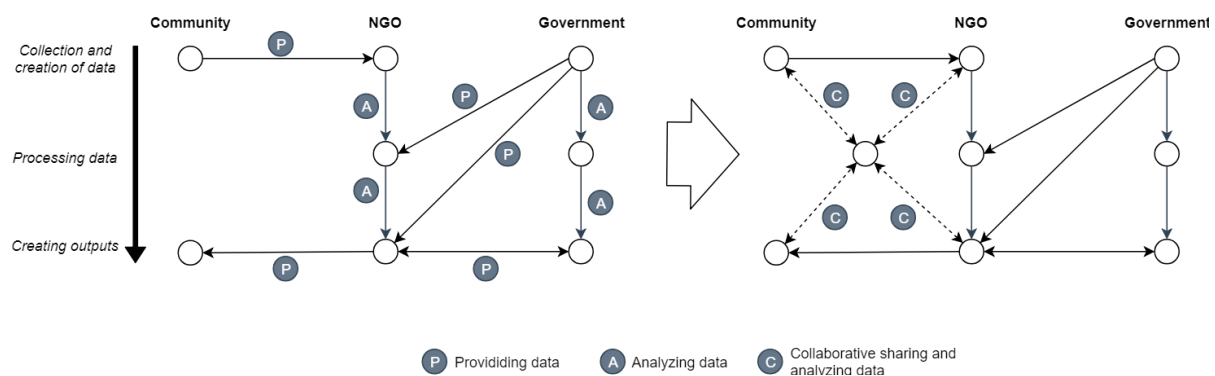 Community NGO Government
Collection and
creation of data
P
A
P
A
Processing data
P
A
A
Creating outputs
P
P
Community NGO Government
C
C
C
C
P Provididing data
A Analyzing data
C Collaborative sharing and
analyzing data